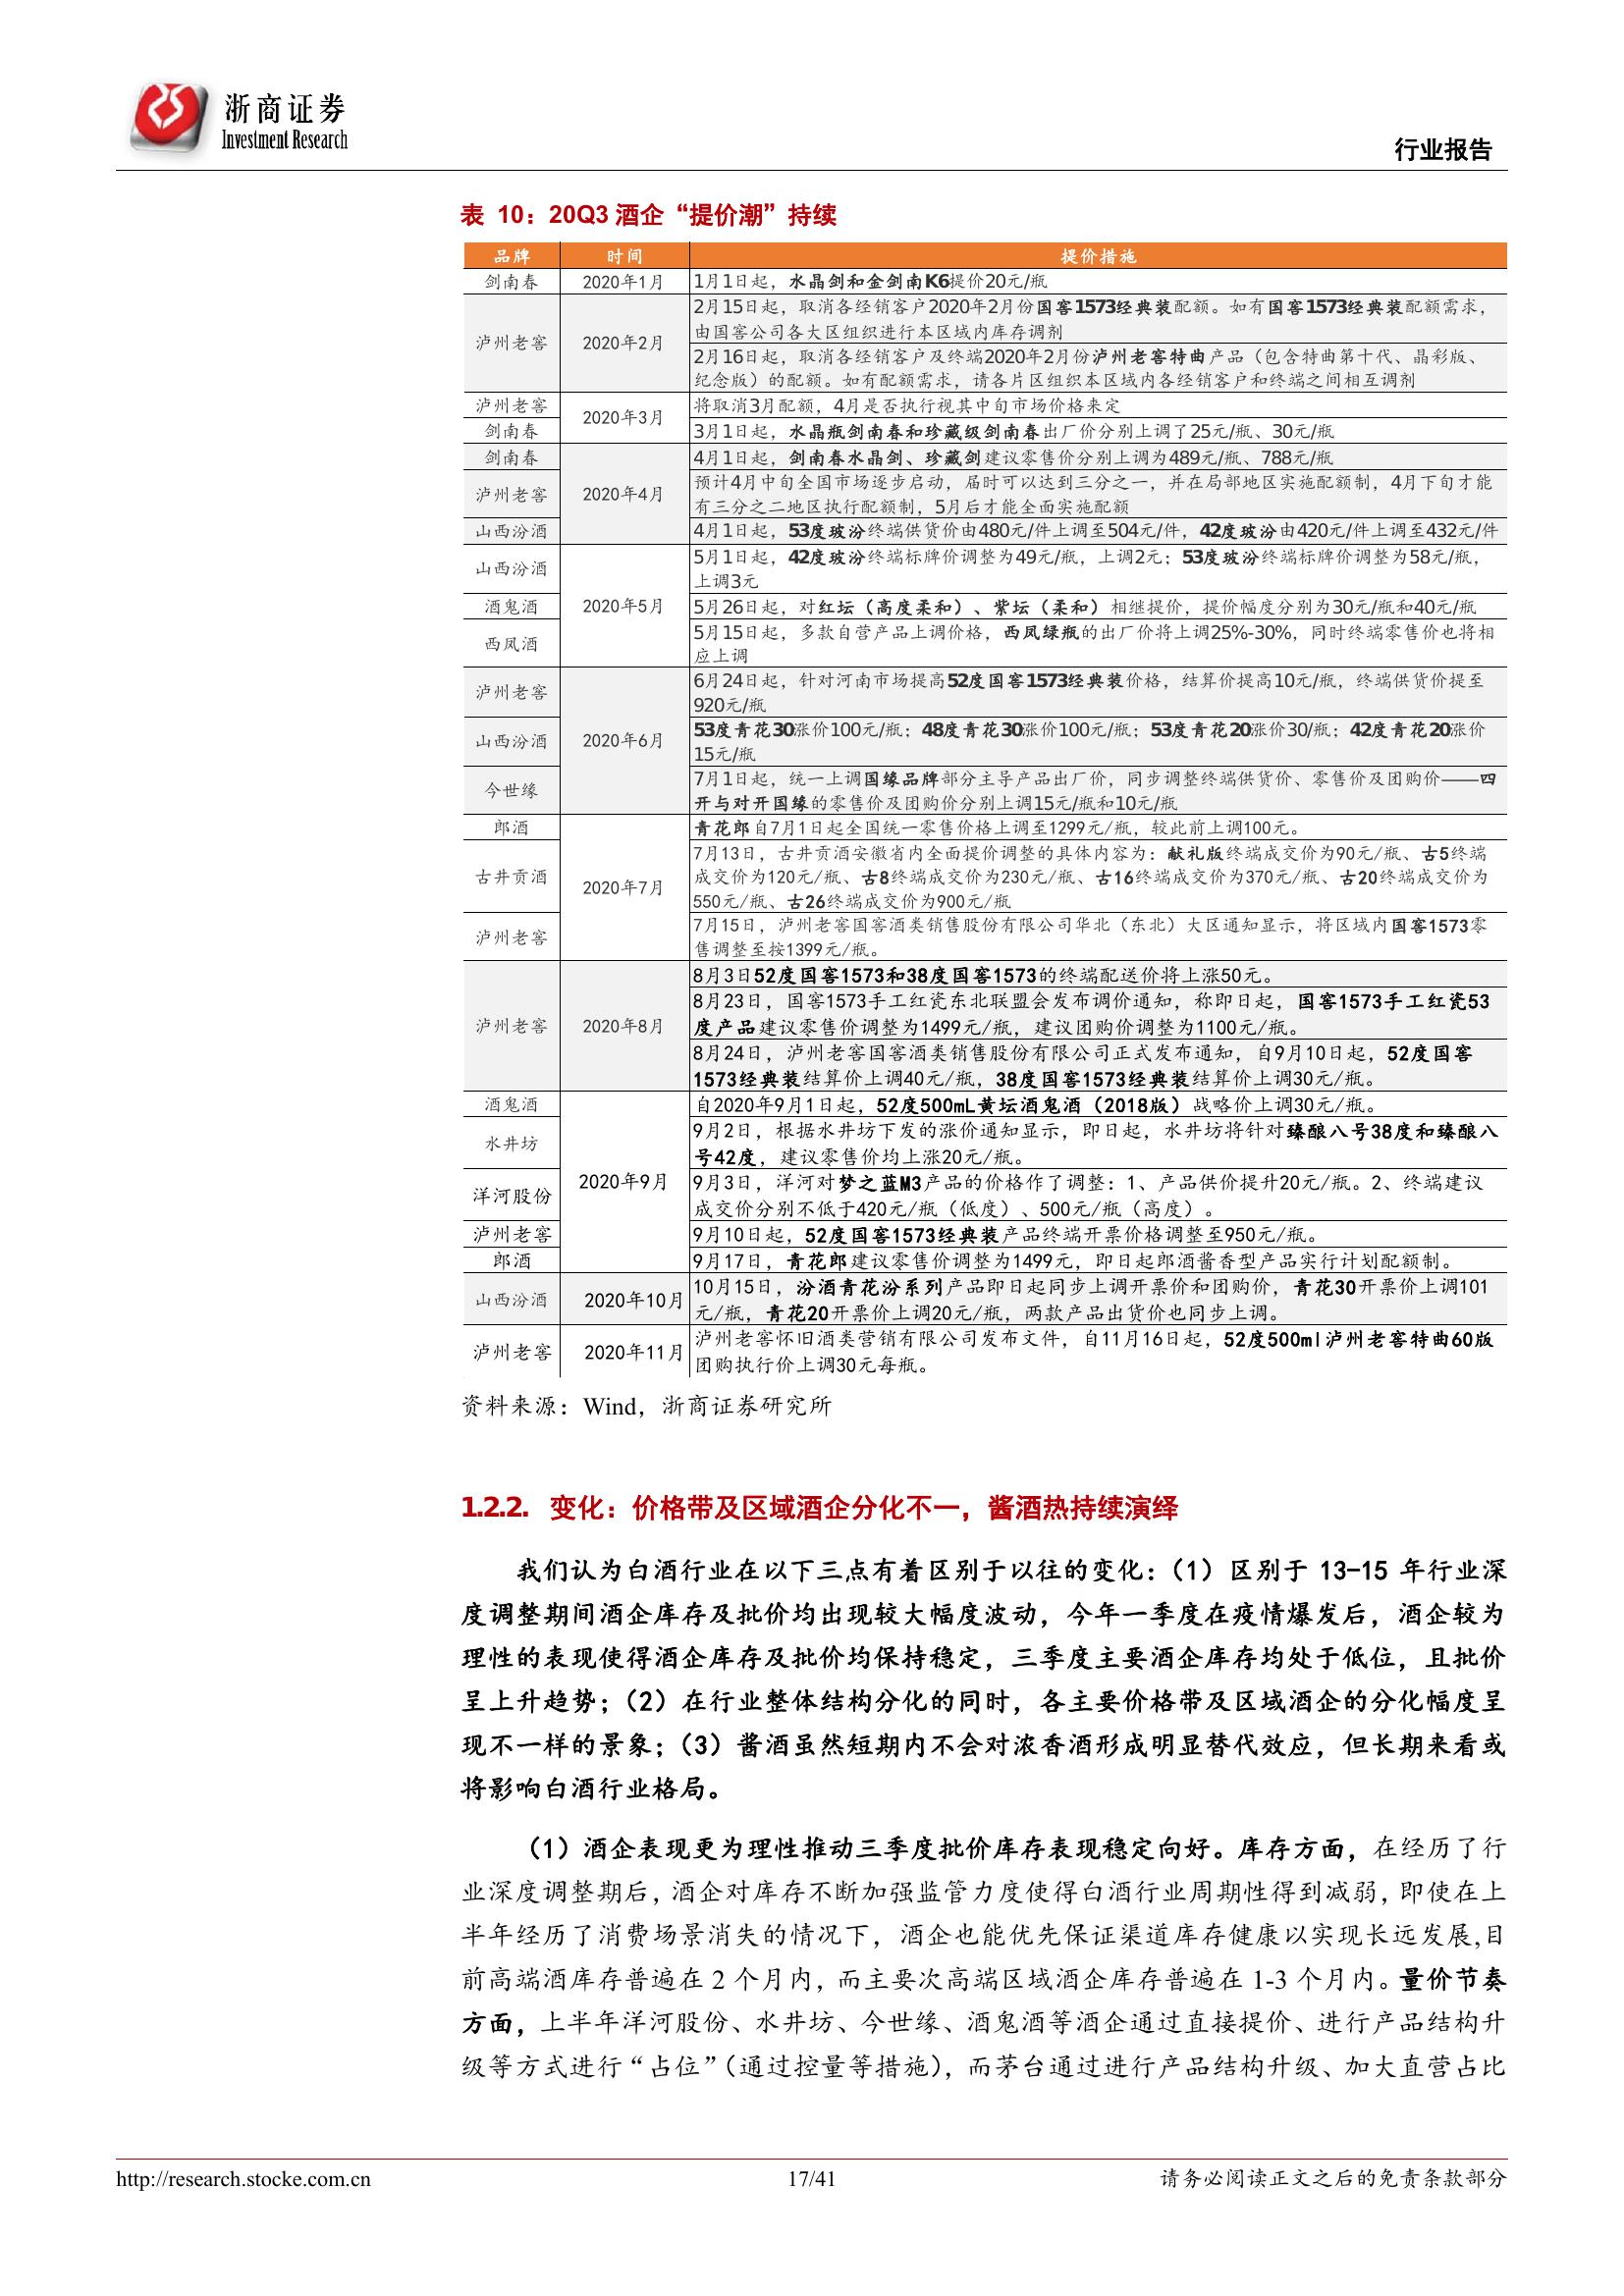 浙商证券
Investment Research
行业报告
表 10：20Q3 酒企“提价潮”持续
品牌 时间 提价措施
剑南春 2020年1月 1月1日起，水晶剑和金剑南K6提价20元/瓶
泸州老窖 2020年2月 2月15日起，取消各经销客户2020年2月份国窖1573经典装配额。如有国窖1573经典装配额需求，
由国窖公司各大区组织进行本区域内库存调剂
2月16日起，取消各经销客户及终端2020年2月份泸州老窖特曲产品（包含特曲第十代、晶彩版、
纪念版）的配额。如有配额需求，请各片区组织本区域内各经销客户和终端之间相互调剂
泸州老窖 2020年3月 将取消3月配额，4月是否执行视其中旬市场价格来定
剑南春 3月1日起，水晶瓶剑南春和珍藏级剑南春出厂价分别上调了25元/瓶、30元/瓶
剑南春 2020年4月 4月1日起，剑南春水晶剑、珍藏剑建议零售价分别上调为489元/瓶、788元/瓶
泸州老窖 预计4月中旬全国市场逐步启动，届时可以达到三分之一，并在局部地区实施配额制，4月下旬才能
有三分之二地区执行配额制，5月后才能全面实施配额
山西汾酒 4月1日起，53度玻汾终端供货价由480元/件上调至504元/件，42度玻汾由420元/件上调至432元/件
山西汾酒 2020年5月 5月1日起，42度玻汾终端标牌价调整为49元/瓶，上调2元；53度玻汾终端标牌价调整为58元/瓶，
上调3元
酒鬼酒 5月26日起，对红坛（高度柔和）、紫坛（柔和）相继提价，提价幅度分别为30元/瓶和40元/瓶
西凤酒 5月15日起，多款自营产品上调价格，西凤绿瓶的出厂价将上调25%-30%，同时终端零售价也将相
应上调
泸州老窖 2020年6月 6月24日起，针对河南市场提高52度国窖1573经典装价格，结算价提高10元/瓶，终端供货价提至
920元/瓶
山西汾酒 53度青花30涨价100元/瓶；48度青花30涨价100元/瓶；53度青花20涨价30/瓶；42度青花20涨价
15元/瓶
今世缘 7月1日起，统一上调国缘品牌部分主导产品出厂价，同步调整终端供货价、零售价及团购价——四
开与对开国缘的零售价及团购价分别上调15元/瓶和10元/瓶
郎酒 2020年7月 青花郎自7月1日起全国统一零售价格上调至1299元/瓶，较此前上调100元。
古井贡酒 7月13日，古井贡酒安徽省内全面提价调整的具体内容为：献礼版终端成交价为90元/瓶、古5终端
成交价为120元/瓶、古8终端成交价为230元/瓶、古16终端成交价为370元/瓶、古20终端成交价为
550元/瓶、古26终端成交价为900元/瓶
泸州老窖 7月15日，泸州老窖国窖酒类销售股份有限公司华北（东北）大区通知显示，将区域内国窖1573零
售调整至按1399元/瓶。
泸州老窖 2020年8月 8月3日52度国窖1573和38度国窖1573的终端配送价将上涨50元。
8月23日，国窖1573手工红瓷东北联盟会发布调价通知，称即日起，国窖1573手工红瓷53
度产品建议零售价调整为1499元/瓶，建议团购价调整为1100元/瓶。
8月24日，泸州老窖国窖酒类销售股份有限公司正式发布通知，自9月10日起，52度国窖
1573经典装结算价上调40元/瓶，38度国窖1573经典装结算价上调30元/瓶。
酒鬼酒 2020年9月 自2020年9月1日起，52度500mL黄坛酒鬼酒（2018版）战略价上调30元/瓶。
水井坊 9月2日，根据水井坊下发的涨价通知显示，即日起，水井坊将针对臻酿八号38度和臻酿八
号42度，建议零售价均上涨20元/瓶。
洋河股份 9月3日，洋河对梦之蓝M3产品的价格作了调整：1、产品供价提升20元/瓶。2、终端建议
成交价分别不低于420元/瓶（低度）、500元/瓶（高度）。
泸州老窖 9月10日起，52度国窖1573经典装产品终端开票价格调整至950元/瓶。
郎酒 9月17日，青花郎建议零售价调整为1499元，即日起郎酒酱香型产品实行计划配额制。
山西汾酒 2020年10月 10月15日，汾酒青花汾系列产品即日起同步上调开票价和团购价，青花30开票价上调101
元/瓶，青花20开票价上调20元/瓶，两款产品出货价也同步上调。
泸州老窖 2020年11月 泸州老窖怀旧酒类营销有限公司发布文件，自11月16日起，52度500ml泸州老窖特曲60版
团购执行价上调30元每瓶。
资料来源：Wind，浙商证券研究所
1.2.2. 变化：价格带及区域酒企分化不一，酱酒热持续演绎
我们认为白酒行业在以下三点有着区别于以往的变化：（1）区别于 13-15 年行业深
度调整期间酒企库存及批价均出现较大幅度波动，今年一季度在疫情爆发后，酒企较为
理性的表现使得酒企库存及批价均保持稳定，三季度主要酒企库存均处于低位，且批价
呈上升趋势；（2）在行业整体结构分化的同时，各主要价格带及区域酒企的分化幅度呈
现不一样的景象；（3）酱酒虽然短期内不会对浓香酒形成明显替代效应，但长期来看或
将影响白酒行业格局。
（1）酒企表现更为理性推动三季度批价库存表现稳定向好。库存方面，在经历了行
业深度调整期后，酒企对库存不断加强监管力度使得白酒行业周期性得到减弱，即使在上
半年经历了消费场景消失的情况下，酒企也能优先保证渠道库存健康以实现长远发展,目
前高端酒库存普遍在 2 个月内，而主要次高端区域酒企库存普遍在 1-3 个月内。量价节奏
方面，上半年洋河股份、水井坊、今世缘、酒鬼酒等酒企通过直接提价、进行产品结构升
级等方式进行“占位”（通过控量等措施），而茅台通过进行产品结构升级、加大直营占比
http://research.stocke.com.cn 17/41 请务必阅读正文之后的免责条款部分